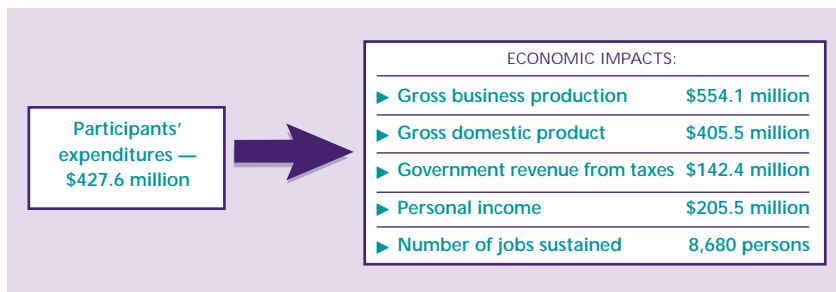 Participants'
expenditures —
$427.6 million
ECONOMIC IMPACTS:
▶ Gross business production $554.1 million
▶ Gross domestic product $405.5 million
▶ Government revenue from taxes $142.4 million
▶ Personal income $205.5 million
▶ Number of jobs sustained 8,680 persons